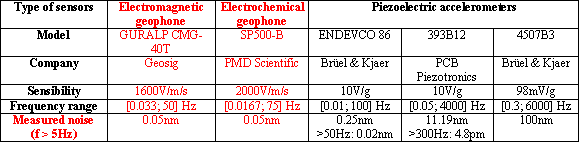 Type of sensors Electromagnetic geophone Electrochemical geophone Piezoelectric accelerometers
Model GURALP CMG-40T SP500-B ENDEVCO 86 393B12 4507B3
Company Geosig PMD Scientific Brüel & Kjaer PCB Piezotronics Brüel & Kjaer
Sensibility 1600V/m/s 2000V/m/s 10V/g 10V/g 98mV/g
Frequency range [0.033; 50] Hz [0.0167; 75] Hz [0.01; 100] Hz [0.05; 4000] Hz [0.3; 6000] Hz
Measured noise (f > 5Hz) 0.05nm 0.05nm 0.25nm >50Hz: 0.02nm 11.19nm >300Hz: 4.8pm 100nm